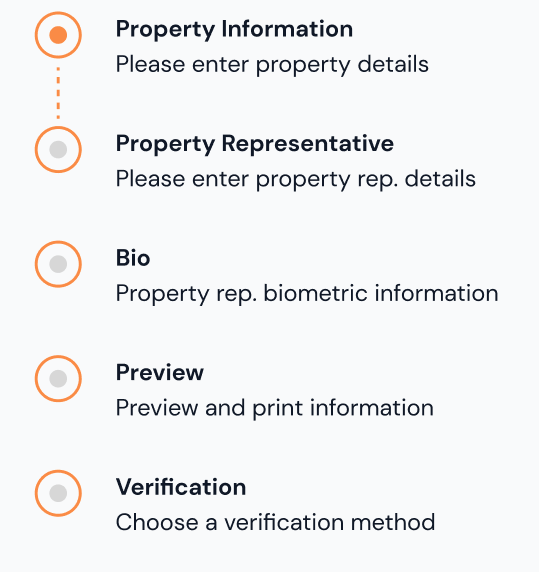 Property Information
Please enter property details
Property Representative
Please enter property rep. details
Bio
Property rep. biometric information
Preview
Preview and print information
Verification
Choose a verification method